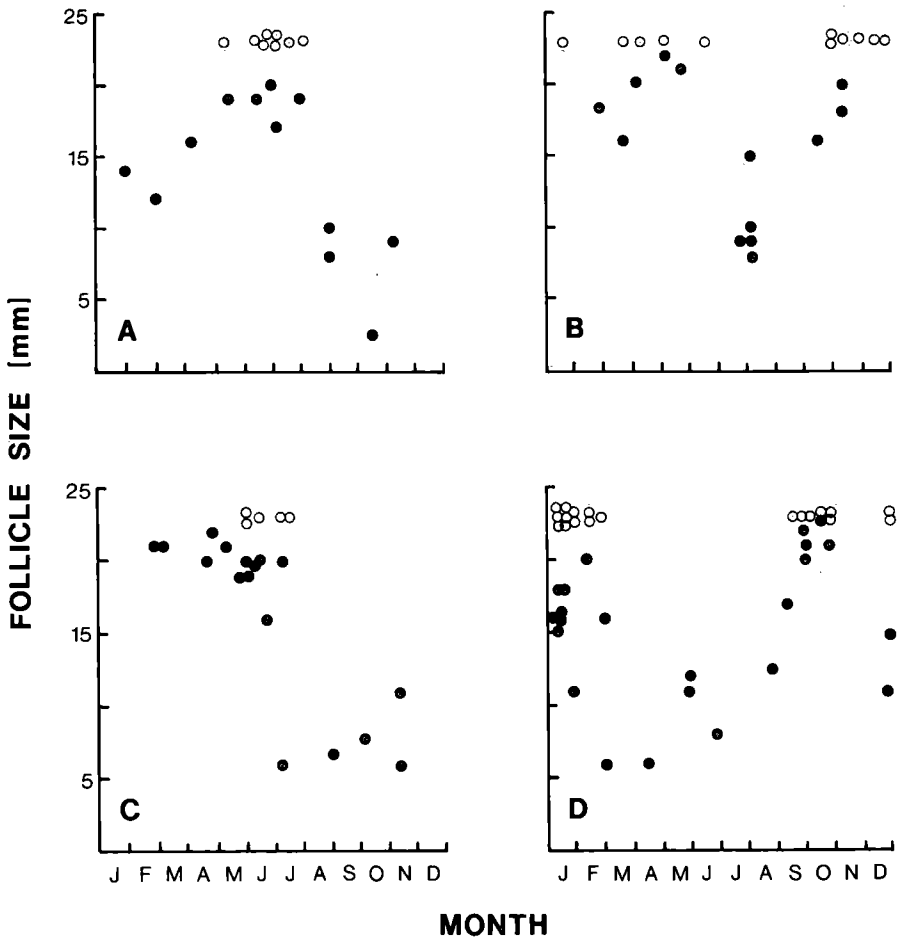 25
15
5
A
B
FOLLICLE SIZE [mm]
25
15
5
C
D
J F M A M J J A S O N D
J F M A M J J A S O N D
MONTH